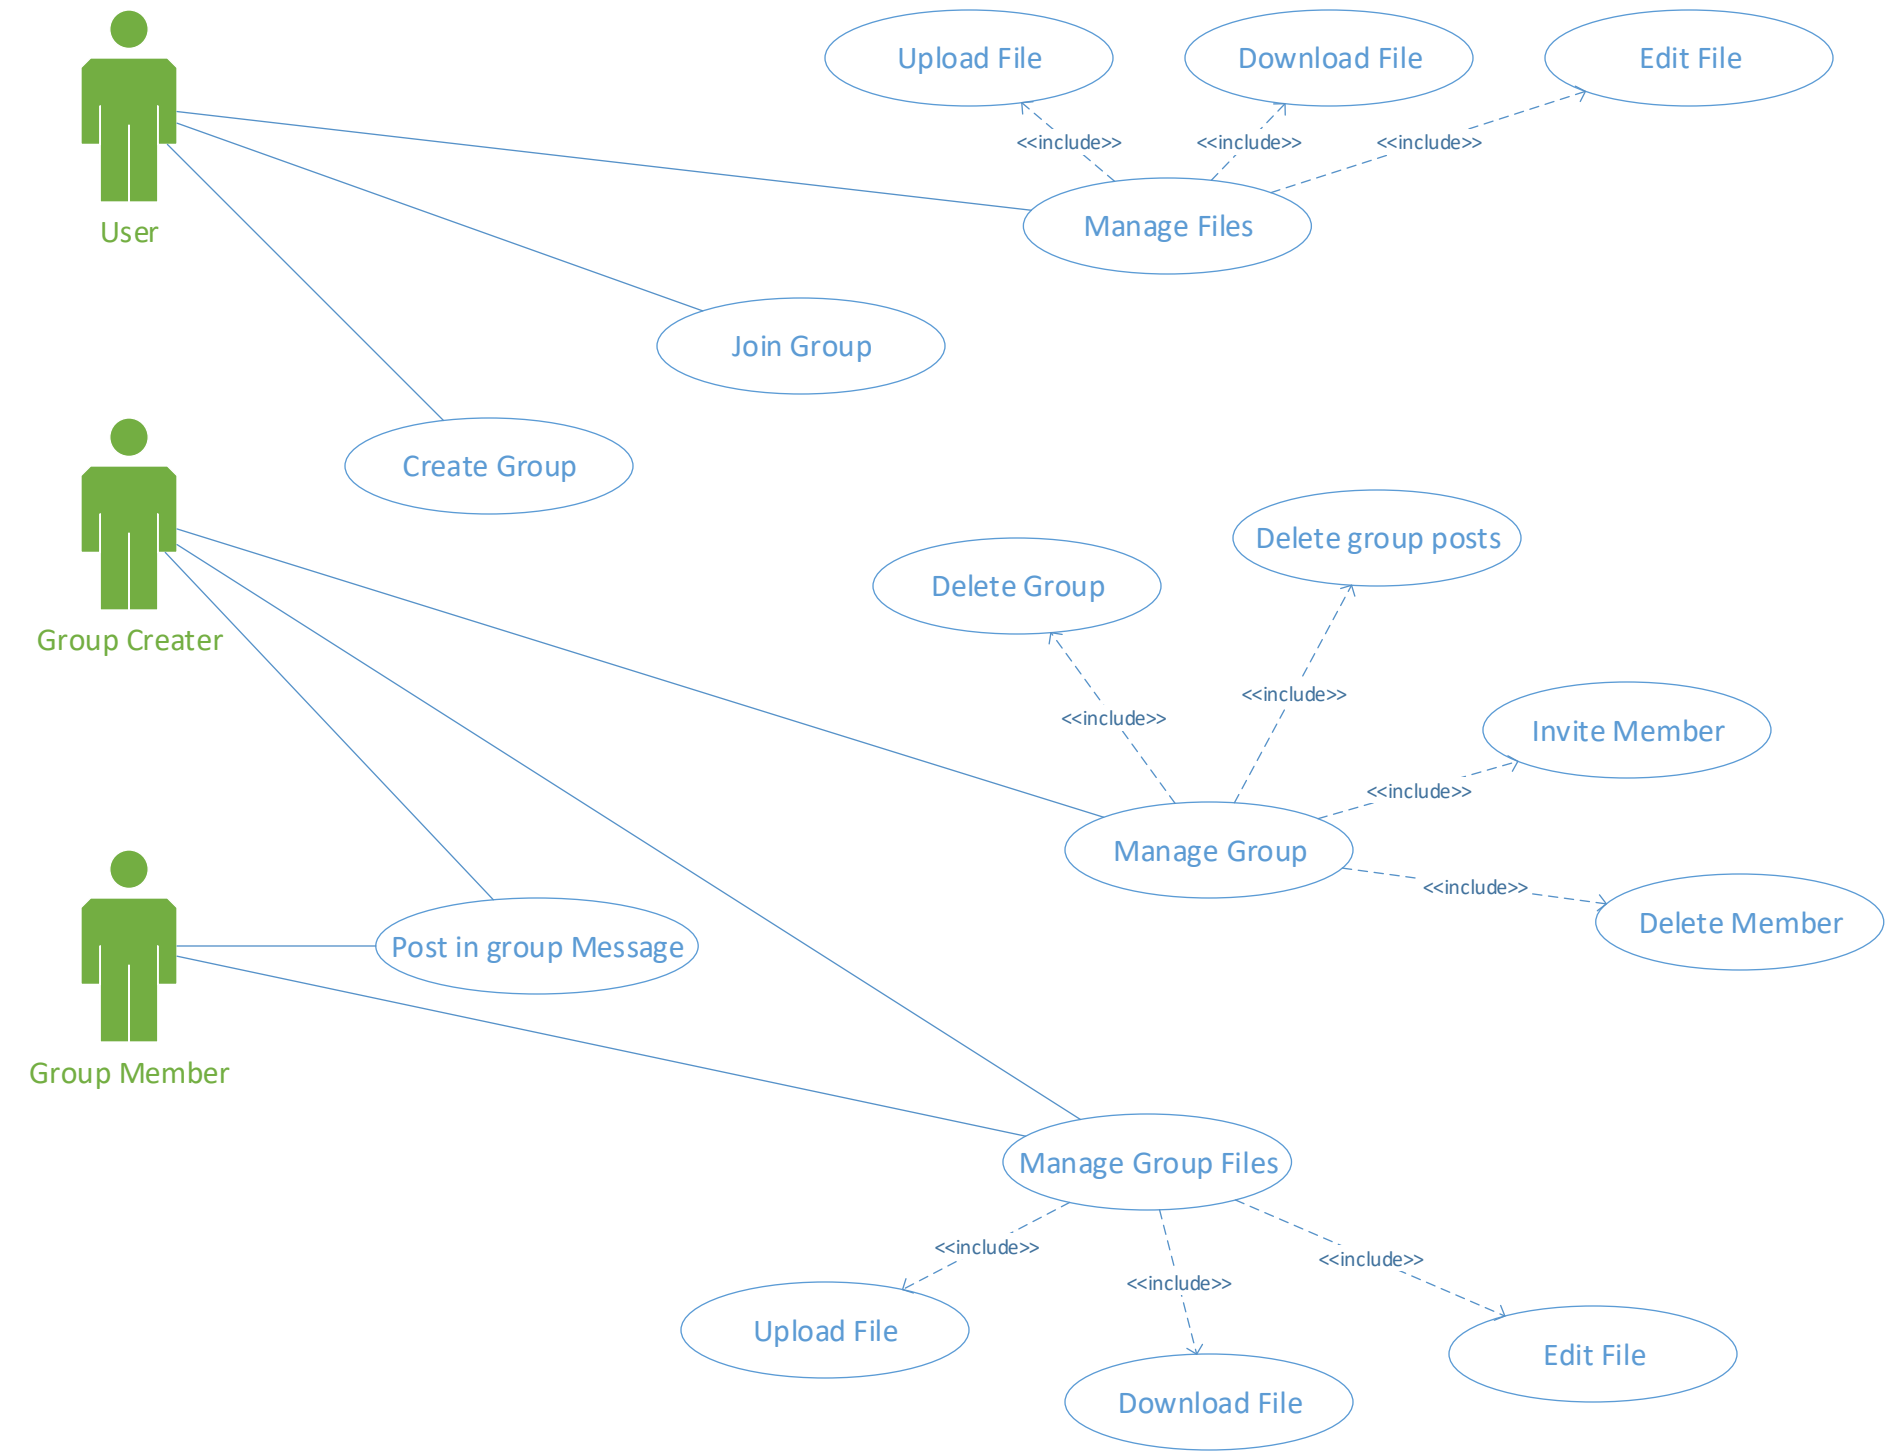 Upload File
Download File
Edit File
<<include>>
<<include>>
<<include>>
User
Manage Files
Join Group
Create Group
Delete group posts
Delete Group
Group Creater
<<include>>
<<include>>
Invite Member
<<include>>
Manage Group
<<include>>
Delete Member
Post in group Message
Group Member
Manage Group Files
<<include>>
<<include>>
<<include>>
Upload File
Edit File
Download File